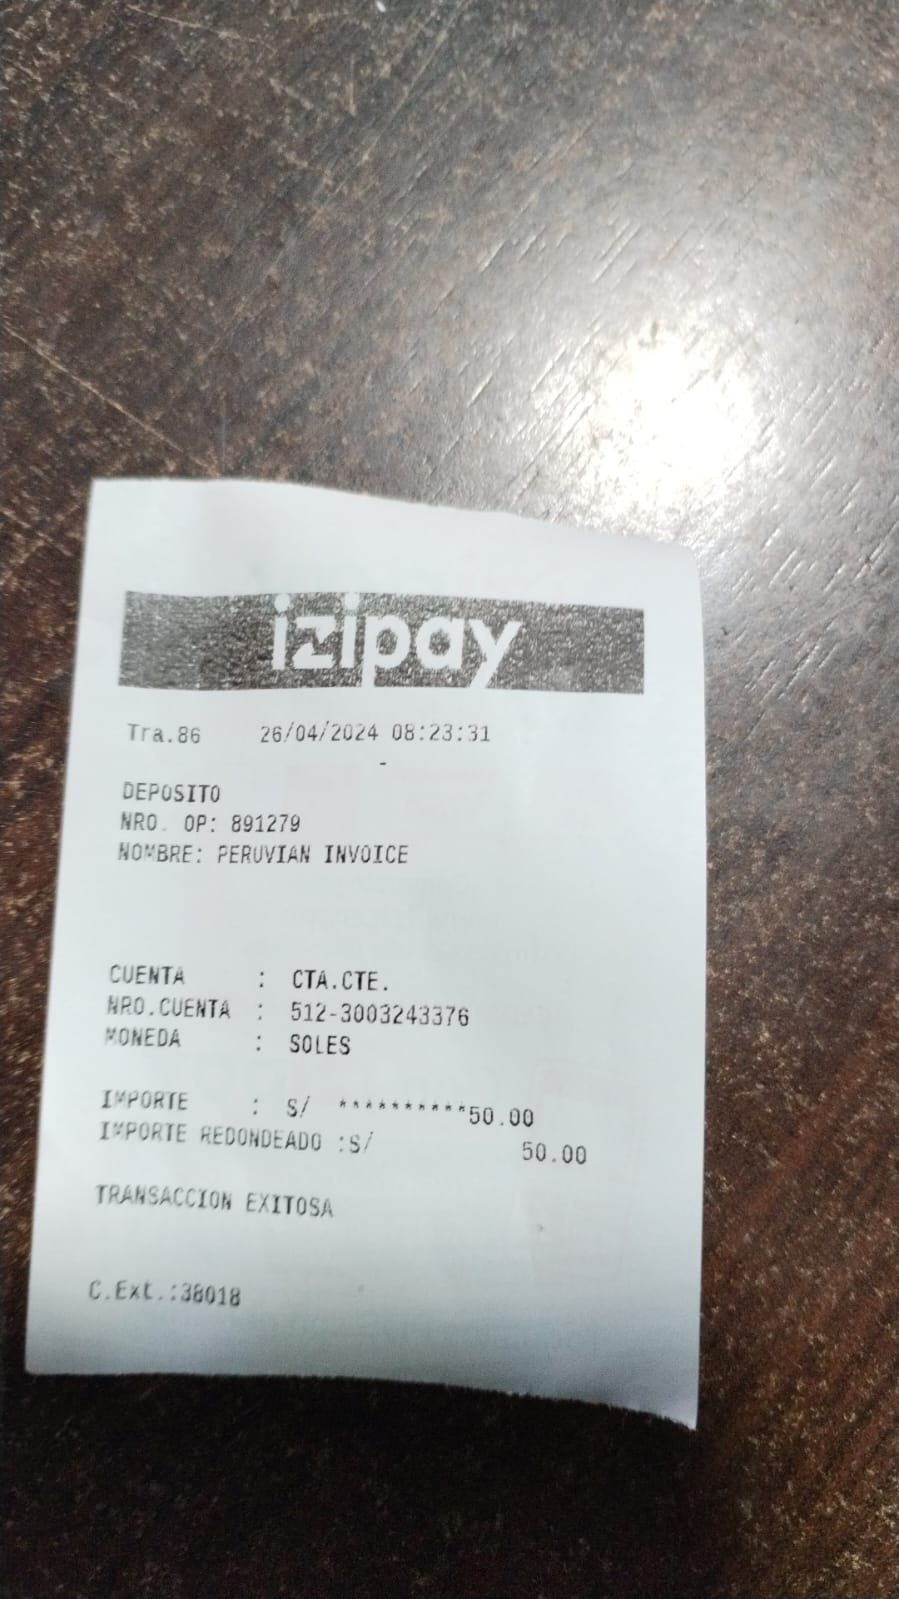 izipay
Tra.86 26/04/2024 08:23:31
-
DEPOSITO
NRO. OP: 891279
NOMBRE: PERUVIAN INVOICE
CUENTA : CTA.CTE.
NRO.CUENTA : 512-3003243376
MONEDA : SOLES
IMPORTE : S/ **********50.00
IMPORTE REDONDEADO :S/ 50.00
TRANSACCION EXITOSA
C.Ext.:38018